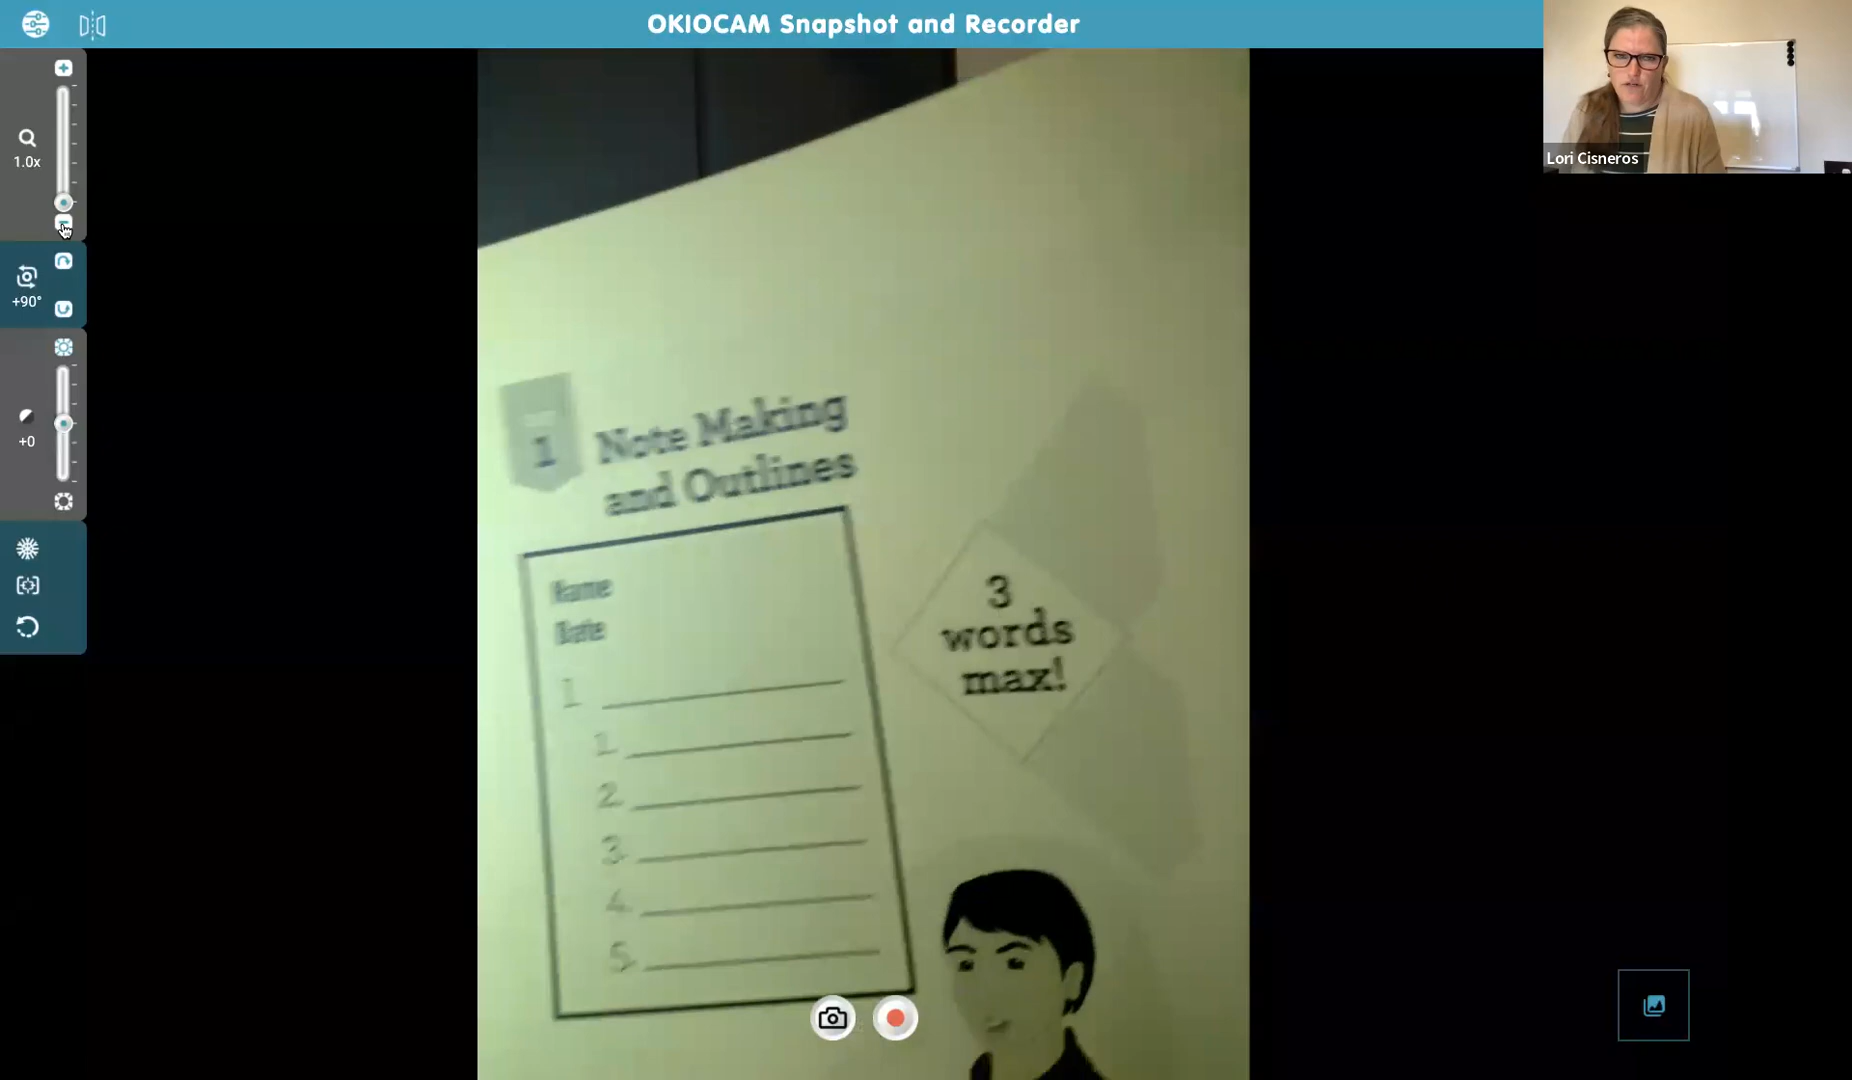 OKIOCAM Snapshot and Recorder
1.0x
+90°
+0
Lori Cisneros
1 Note Making
and Outlines
Name
Date
1.
1.
2.
3.
4.
5.
3
words
max!